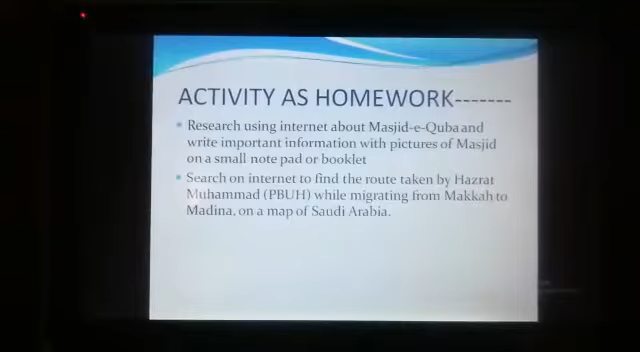 ACTIVITY AS HOMEWORK-------
Research using internet about Masjid-e-Quba and
write important information with pictures of Masjid
on a small note pad or booklet
Search on internet to find the route taken by Hazrat
Muhammad (PBUH) while migrating from Makkah to
Madina, on a map of Saudi Arabia.